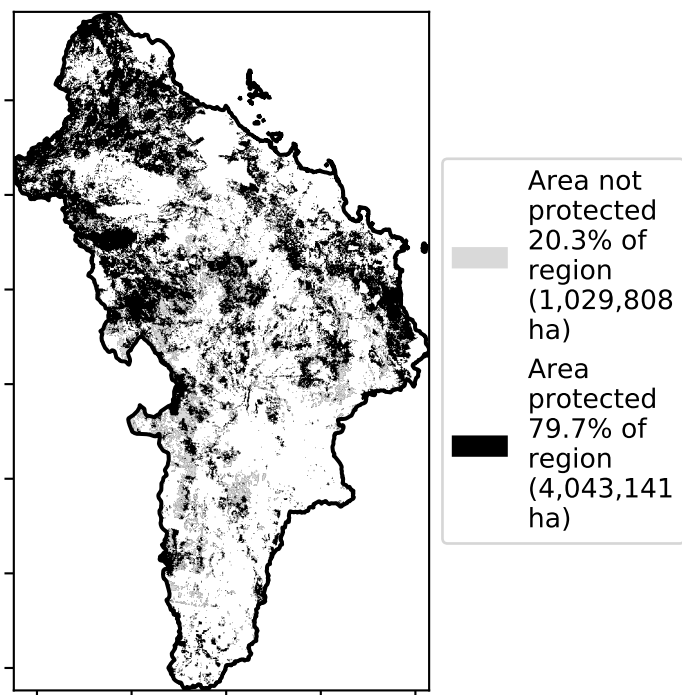 Area not
protected
20.3% of
region
(1,029,808
ha)
Area
protected
79.7% of
region
(4,043,141
ha)